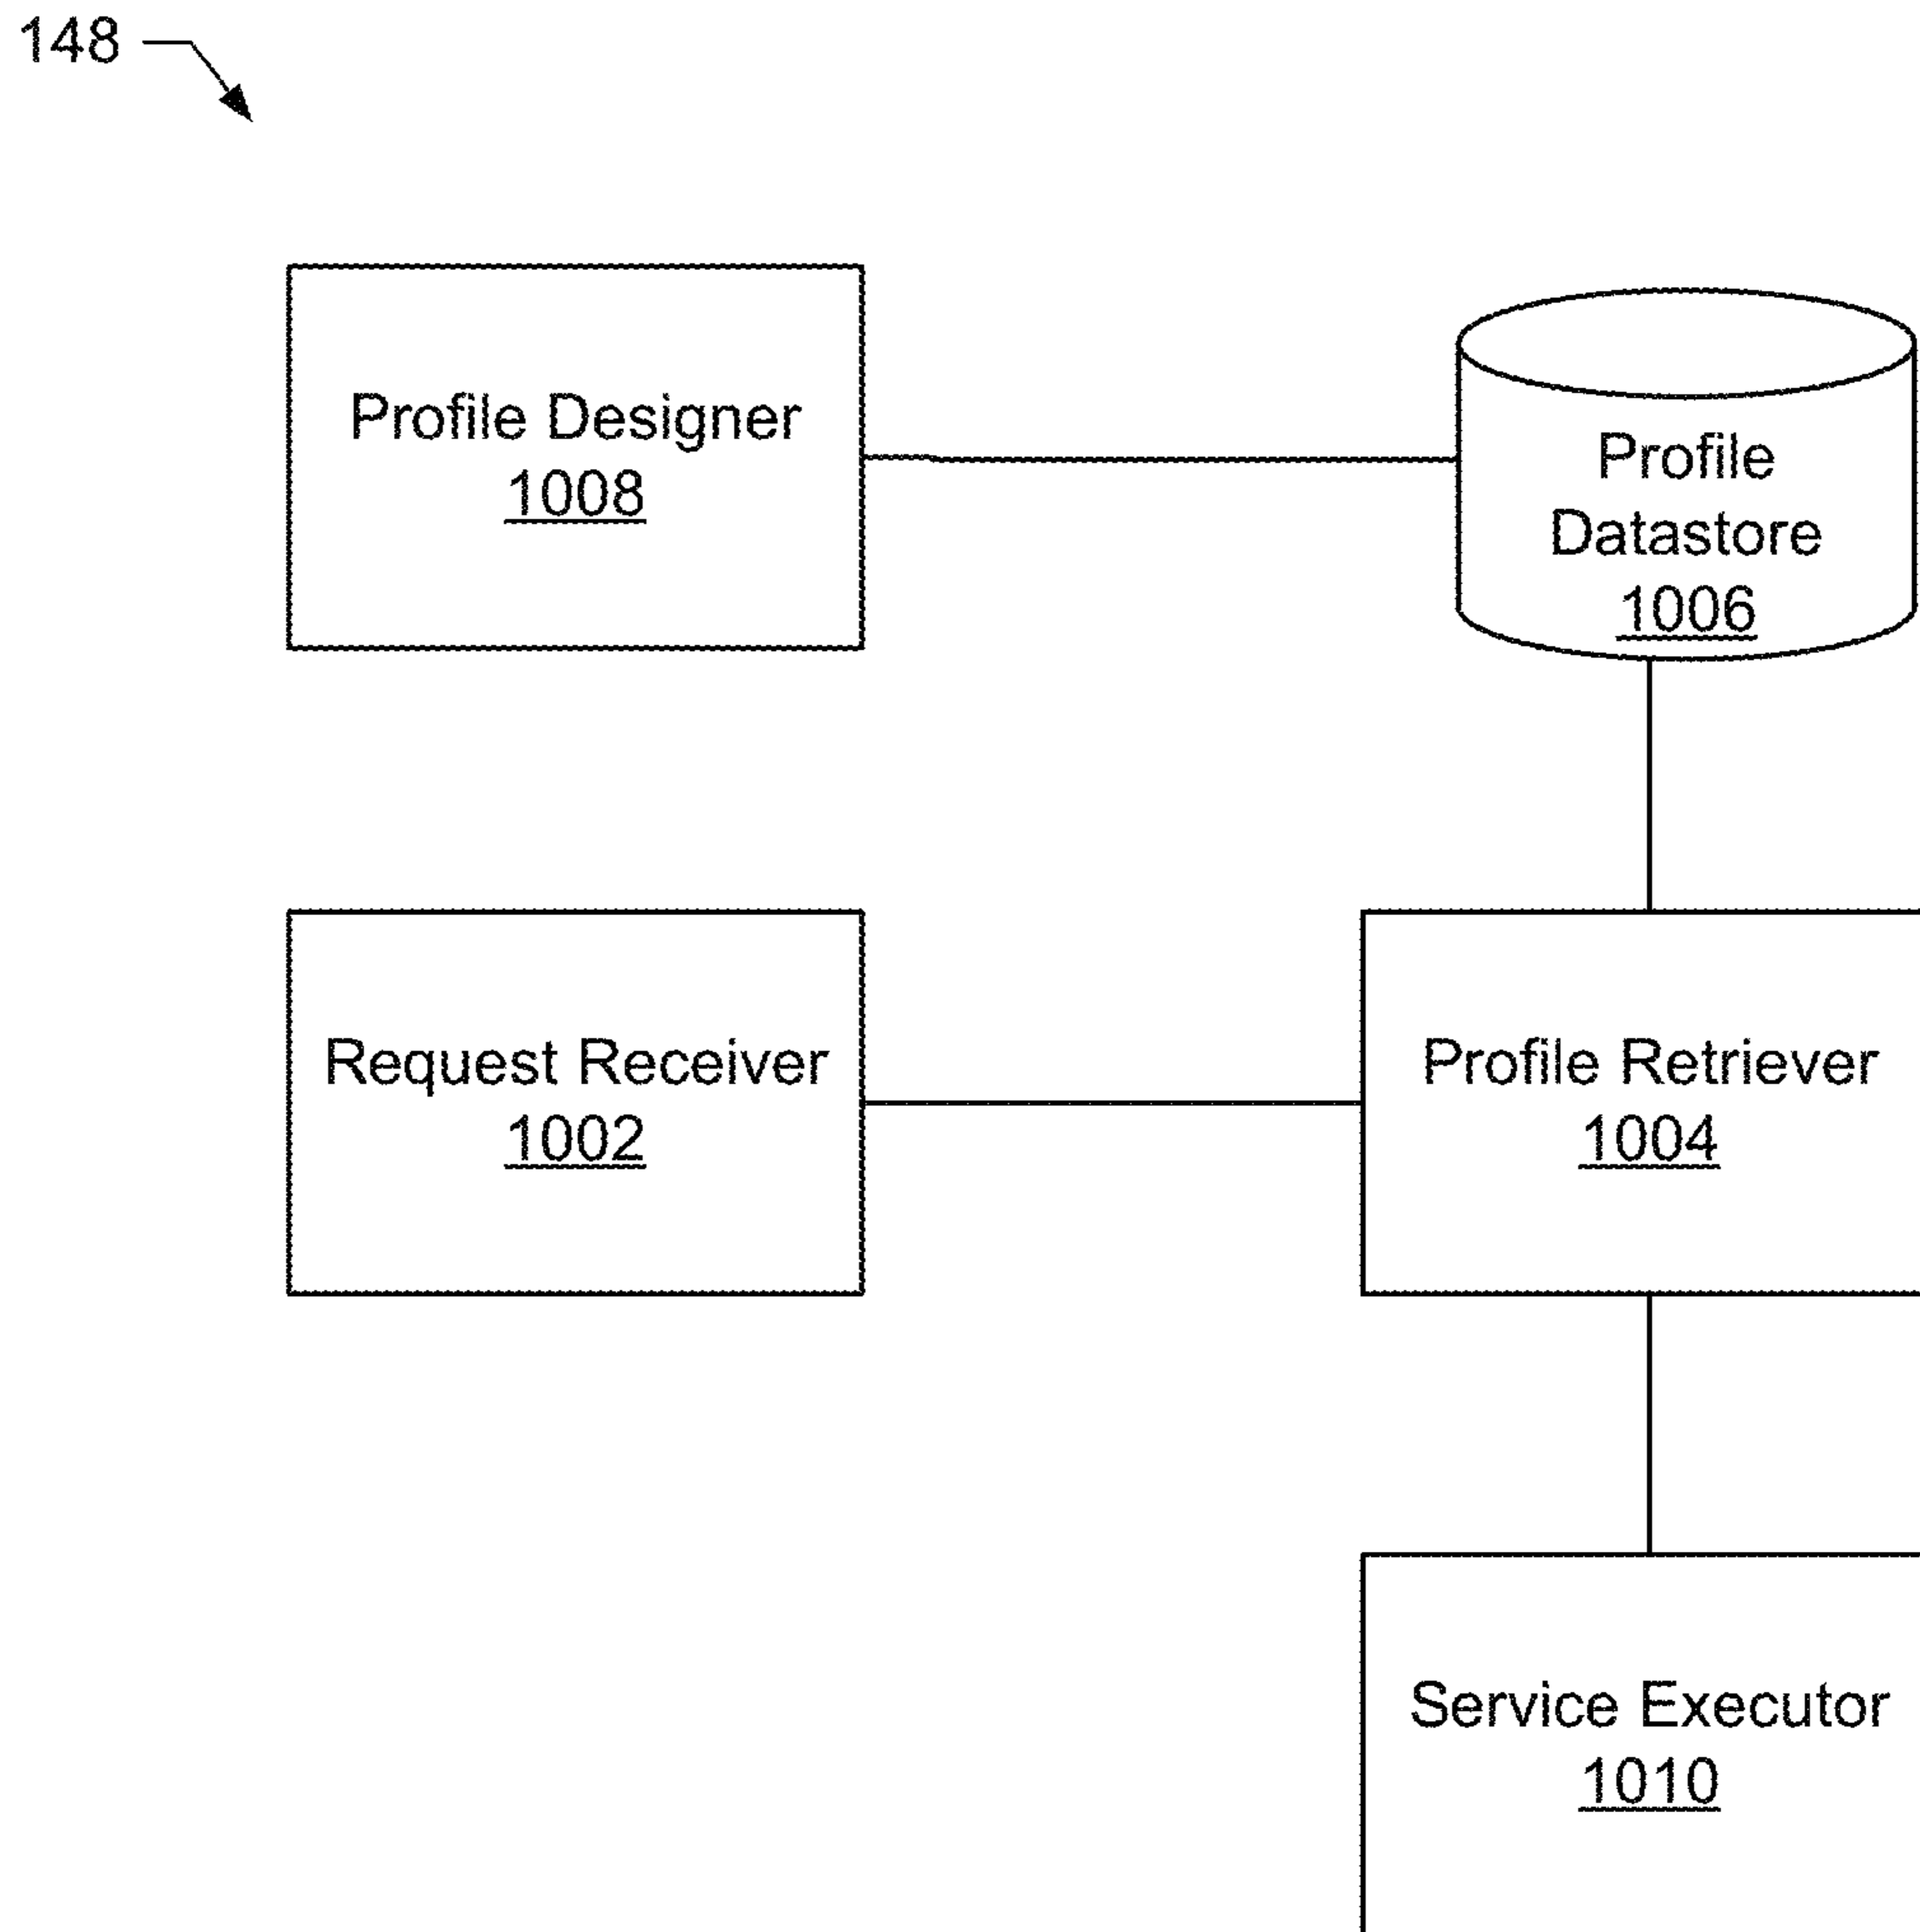 148
Profile Designer
1008
Profile
Datastore
1006
Request Receiver
1002
Profile Retriever
1004
Service Executor
1010